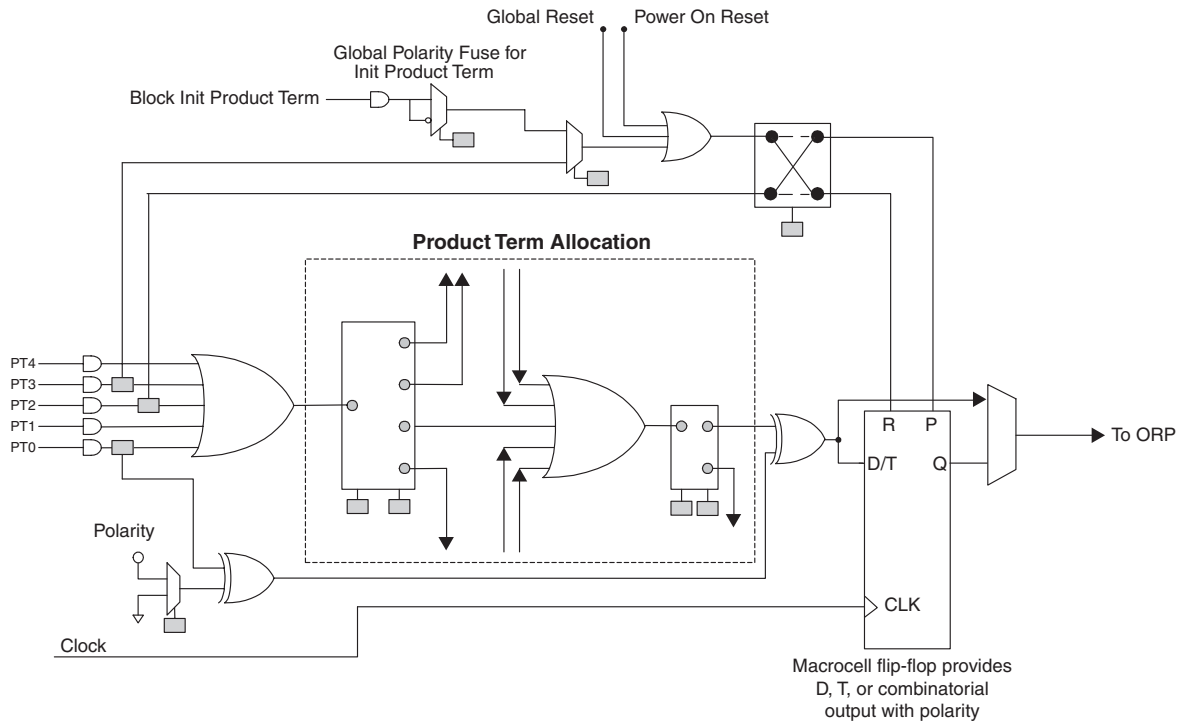 Global Reset
Power On Reset
Global Polarity Fuse for
Init Product Term
Block Init Product Term
Product Term Allocation
PT4
PT3
PT2
PT1
PT0
R
P
D/T
Q
To ORP
Polarity
CLK
Clock
Macrocell flip-flop provides
D, T, or combinatorial
output with polarity